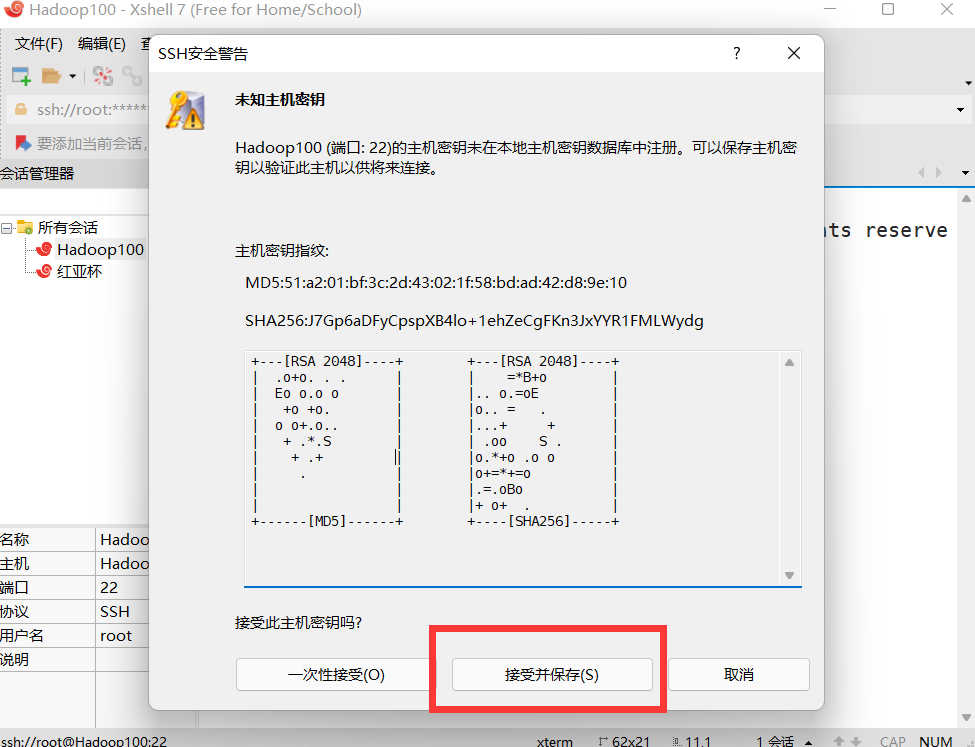 Hadoop100 - Xshell 7 (Free for Home/School)
文件(F) 编辑(E)
SSH安全警告
?
ssh://root:*****
要添加当前会话,
会话管理器
所有会话
Hadoop100
红亚杯
未知主机密钥
Hadoop100 (端口: 22)的主机密钥未在本地主机密钥数据库中注册。可以保存主机密
钥以验证此主机以供将来连接。
主机密钥指纹:
MD5:51:a2:01:bf:3c:2d:43:02:1f:58:bd:ad:42:d8:9e:10
SHA256:J7Gp6aDFyCpspXB4lo+1ehZeCgFKn3JxYYR1FMLWydg
+---[RSA 2048]----+        +---[RSA 2048]----+
|  .o+o. . .      |        |    =*B+o        |
|  Eo o.o o       |        |.. o.=oE         |
|   +o +o.        |        |o.. =   .        |
|  o o+.o..       |        |...+     +       |
|   + .*.S        |        | .oo    S .      |
|    + .+         |        |o.*+o .o o       |
|     .           |        |o+=*+=o          |
|                 |        |.=.oBo           |
|                 |        |+ o+  .          |
+------[MD5]------+        +----[SHA256]-----+
接受此主机密钥吗?
一次性接受(O) 接受并保存(S) 取消
nts reserve
名称 Hadoo
主机 Hadoo
端口 22
协议 SSH
用户名 root
说明
ssh://root@Hadoop100:22 xterm 62x21 11,1 1 会话 CAP NUM